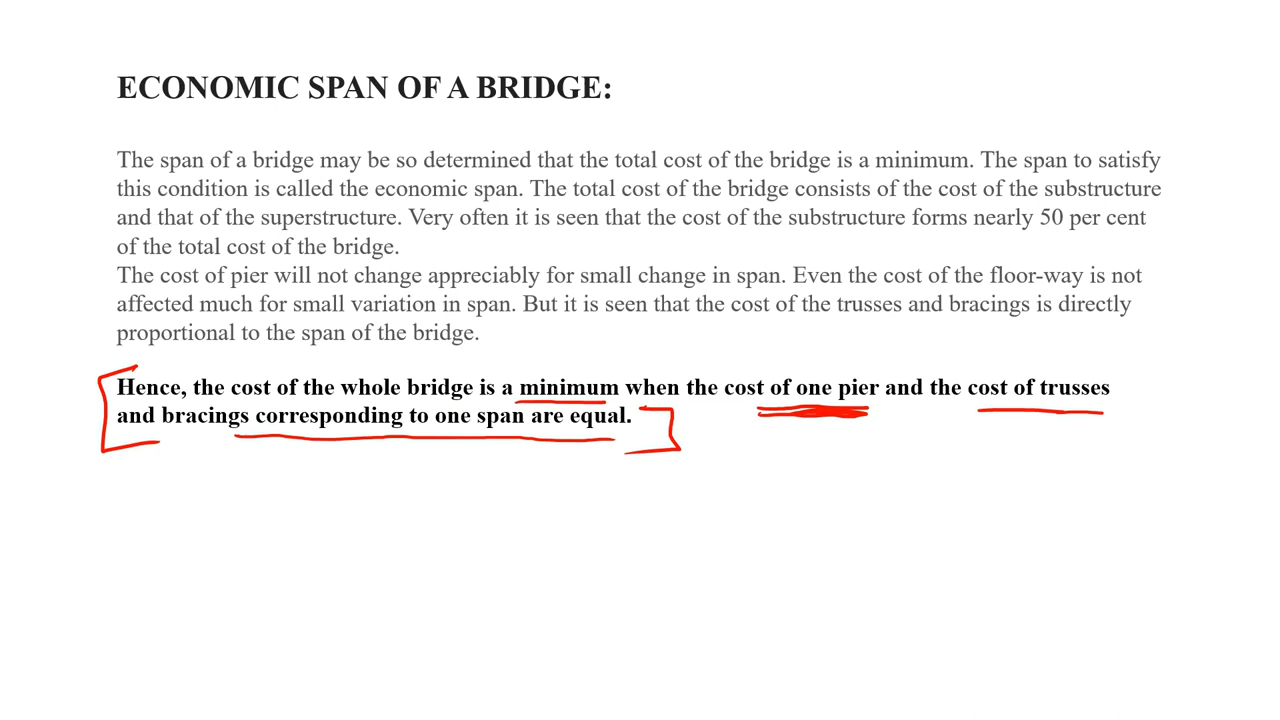 ECONOMIC SPAN OF A BRIDGE:
The span of a bridge may be so determined that the total cost of the bridge is a minimum. The span to satisfy
this condition is called the economic span. The total cost of the bridge consists of the cost of the substructure
and that of the superstructure. Very often it is seen that the cost of the substructure forms nearly 50 per cent
of the total cost of the bridge.
The cost of pier will not change appreciably for small change in span. Even the cost of the floor-way is not
affected much for small variation in span. But it is seen that the cost of the trusses and bracings is directly
proportional to the span of the bridge.
Hence, the cost of the whole bridge is a minimum when the cost of one pier and the cost of trusses
and bracings corresponding to one span are equal.